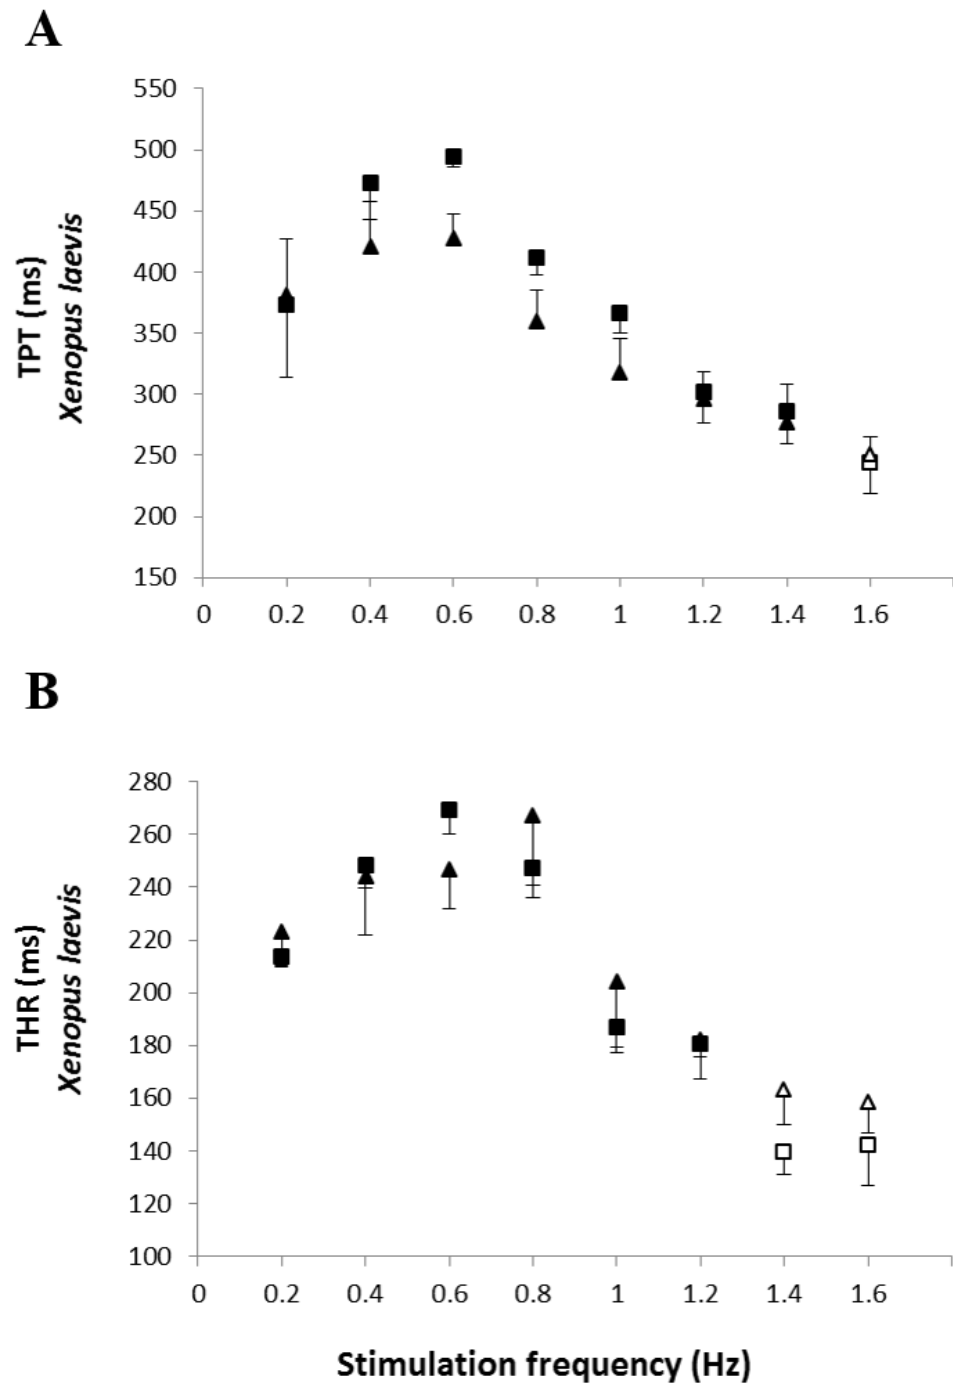 A
550
500
450
400
350
300
250
200
150
TPT (ms)
Xenopus laevis
0 0.2 0.4 0.6 0.8 1 1.2 1.4 1.6
B
280
260
240
220
200
180
160
140
120
100
THR (ms)
Xenopus laevis
0 0.2 0.4 0.6 0.8 1 1.2 1.4 1.6
Stimulation frequency (Hz)